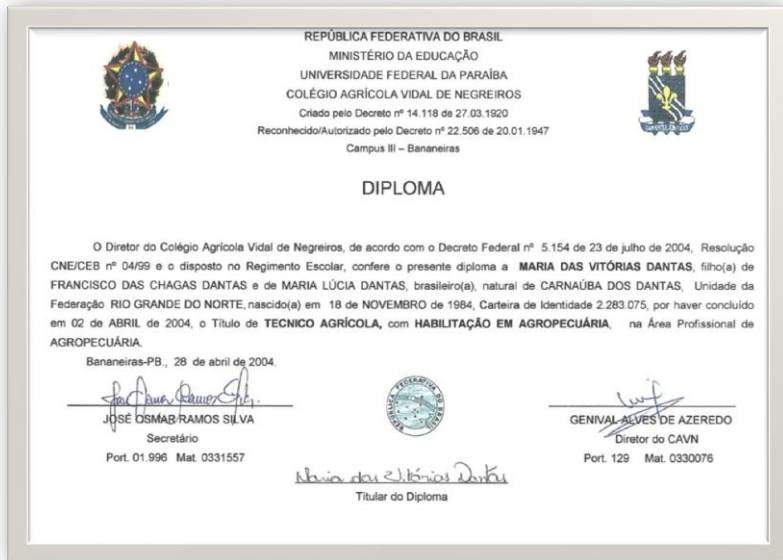 REPÚBLICA FEDERATIVA DO BRASIL
MINISTÉRIO DA EDUCAÇÃO
UNIVERSIDADE FEDERAL DA PARAÍBA
COLÉGIO AGRÍCOLA VIDAL DE NEGREIROS
Criado pelo Decreto nº 14.118 de 27.03.1920
Reconhecido/Autorizado pelo Decreto nº 22.506 de 20.01.1947
Campus III – Bananeiras
DIPLOMA
O Diretor do Colégio Agrícola Vidal de Negreiros, de acordo com o Decreto Federal nº 5.154 de 23 de julho de 2004, Resolução
CNE/CEB nº 04/99 e o disposto no Regimento Escolar, confere o presente diploma a MARIA DAS VITÓRIAS DANTAS, filho(a) de
FRANCISCO DAS CHAGAS DANTAS e de MARIA LÚCIA DANTAS, brasileiro(a), natural de CARNAÚBA DOS DANTAS, Unidade da
Federação RIO GRANDE DO NORTE, nascido(a) em 18 de NOVEMBRO de 1984, Carteira de Identidade 2.283.075, por haver concluído
em 02 de ABRIL de 2004, o Título de TECNICO AGRÍCOLA, com HABILITAÇÃO EM AGROPECUÁRIA, na Área Profissional de
AGROPECUÁRIA.
Bananeiras-PB., 28 de abril de 2004.
JOSÉ OSMAR RAMOS SILVA
Secretário
Port. 01.996 Mat. 0331557
REPÚBLICA FEDERATIVA DO BRASIL
GENIVAL ALVES DE AZEREDO
Diretor do CAVN
Port. 129 Mat. 0330076
Maria das Vitórias Dantas
Titular do Diploma